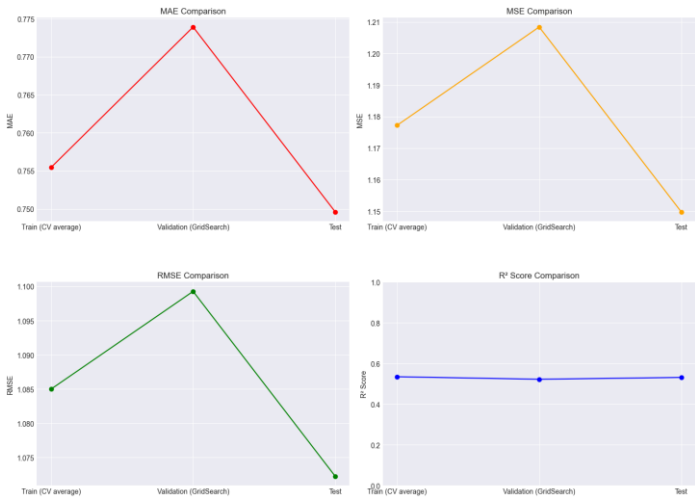 MAE Comparison
0.775
0.770
0.765
0.760
0.755
0.750
MAE
Train (CV average)
Validation (GridSearch)
Test
MSE Comparison
1.21
1.20
1.19
1.18
1.17
1.16
1.15
MSE
Train (CV average)
Validation (GridSearch)
Test
RMSE Comparison
1.100
1.095
1.090
1.085
1.080
1.075
RMSE
Train (CV average)
Validation (GridSearch)
Test
R² Score Comparison
1.0
0.8
0.6
0.4
0.2
0.0
R² Score
Train (CV average)
Validation (GridSearch)
Test